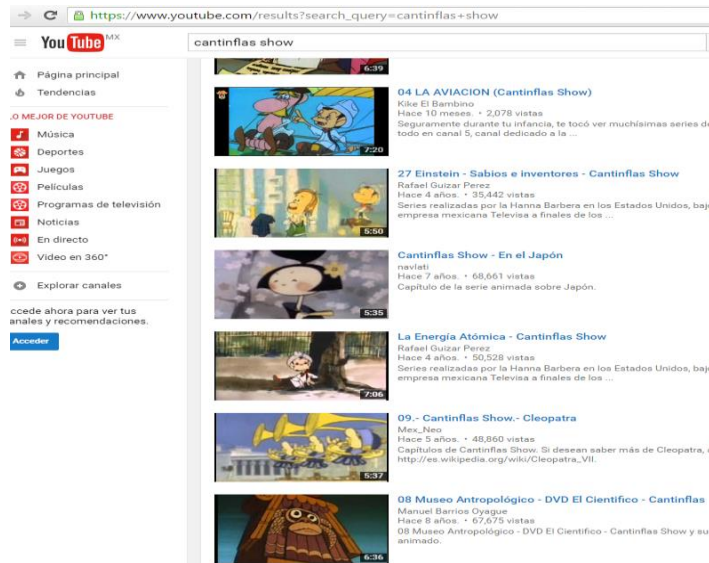 https://www.youtube.com/results?search_query=cantinflas+show
YouTube MX
cantinflas show
Página principal
Tendencias
LO MEJOR DE YOUTUBE
Música
Deportes
Juegos
Películas
Programas de televisión
Noticias
En directo
Video en 360°
Explorar canales
ccede ahora para ver tus
anales y recomendaciones.
Acceder
6:39
7:20
04 LA AVIACION (Cantinflas Show)
Kike El Bambino
Hace 10 meses. • 2,078 vistas
Seguramente durante tu infancia, te tocó ver muchísimas series de
todo en canal 5, canal dedicado a la ...
5:50
27 Einstein - Sabios e inventores - Cantinflas Show
Rafael Guizar Perez
Hace 4 años. • 35,442 vistas
Series realizadas por la Hanna Barbera en los Estados Unidos, baj
empresa mexicana Televisa a finales de los ...
5:35
Cantinflas Show - En el Japón
navlati
Hace 7 años. • 68,661 vistas
Capítulo de la serie animada sobre Japón.
7:06
La Energía Atómica - Cantinflas Show
Rafael Guizar Perez
Hace 4 años. • 50,528 vistas
Series realizadas por la Hanna Barbera en los Estados Unidos, baj
empresa mexicana Televisa a finales de los ...
5:37
09.- Cantinflas Show.- Cleopatra
Mex_Neo
Hace 5 años. • 48,860 vistas
Capítulos de Cantinflas Show. Si desean saber más de Cleopatra, a
http://es.wikipedia.org/wiki/Cleopatra_VII.
6:36
08 Museo Antropológico - DVD El Cientifico - Cantinflas
Manuel Barrios Oyague
Hace 8 años. • 67,675 vistas
08 Museo Antropológico - DVD El Cientifico - Cantinflas Show y su
animado.